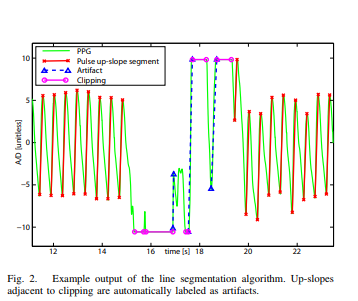 PPG
Pulse up-slope segment
Artifact
Clipping
10
5
0
−5
−10
A/D [unitless]
12
14
16
time [s]
18
20
22
Fig. 2. Example output of the line segmentation algorithm. Up-slopes
adjacent to clipping are automatically labeled as artifacts.